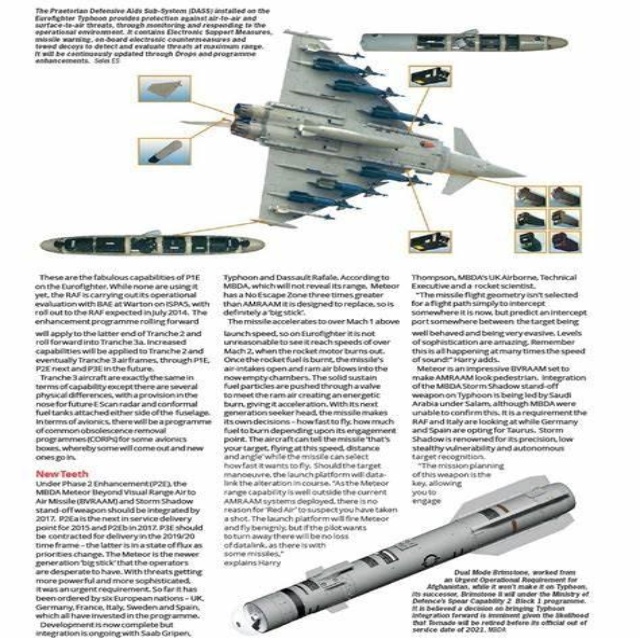 The Praetorian Defensive Aids Sub-System (DASS) installed on the
Eurofighter Typhoon provides protection against air-to-air and
surface-to-air threats, through monitoring and responding to the
operational environment. It contains Electronic Support Measures,
missile warning, on-board electronic countermeasures and
towed decoys to detect and evaluate threats at maximum range.
It will be continuously updated through Drops and programme
enhancements. Selex ES
These are the fabulous capabilities of P1E
on the Eurofighter. While none are using it
yet, the RAF is carrying out its operational
evaluation with BAE at Warton on ISPA5, with
roll out to the RAF expected in July 2014. The
enhancement programme rolling forward
will apply to the latter end of Tranche 2 and
roll forward into Tranche 3a. Increased
capabilities will be applied to Tranche 2 and
eventually Tranche 3 airframes, through P1E,
P2E next and P3E in the future.
Tranche 3 aircraft are exactly the same in
terms of capability except there are several
physical differences, with a provision in the
nose for future E-Scan radar and conformal
fuel tanks attached either side of the fuselage.
In terms of avionics, there will be a programme
of common obsolescence removal
programmes (CORPs) for some avionics
boxes, whereby some will come out and new
ones go in.
New Teeth
Under Phase 2 Enhancement (P2E), the
MBDA Meteor Beyond Visual Range Air to
Air Missile (BVRAAM) and Storm Shadow
stand-off weapon should be integrated by
2017. P2Ea is the next in service delivery
point for 2015 and P2Eb in 2017. P3E should
be contracted for delivery in the 2019/20
time frame – the latter is in a state of flux as
priorities change. The Meteor is the newer
generation 'big stick' that the operators
are desperate to have. With threats getting
more powerful and more sophisticated,
it was an urgent requirement. So far it has
been ordered by six European nations – UK,
Germany, France, Italy, Sweden and Spain,
which all have invested in the programme.
Development is now complete but
integration is ongoing with Saab Gripen,
Typhoon and Dassault Rafale. According to
MBDA, which will not reveal its range, Meteor
has a No Escape Zone three times greater
than AMRAAM it is designed to replace, so is
definitely a 'big stick'.
The missile accelerates to over Mach 1 above
launch speed, so on Eurofighter it is not
unreasonable to see it reach speeds of over
Mach 2, when the rocket motor burns out.
Once the rocket fuel is burnt, the missile's
air-intakes open and ram air blows into the
now empty chambers. The solid sustain
fuel particles are pushed through a valve
to meet the ram air creating an energetic
burn, giving it acceleration. With its next
generation seeker head, the missile makes
its own decisions – how fast to fly, how much
fuel to burn depending upon its engagement
point. The aircraft can tell the missile 'that's
your target, flying at this speed, distance
and angle' while the missile can select
how fast it wants to fly. Should the target
manoeuvre, the launch platform will data-
link the alteration in course. "As the Meteor
range capability is well outside the current
AMRAAM systems deployed, there is no
reason for 'Red Air' to suspect you have taken
a shot. The launch platform will fire Meteor
and fly benignly, but if the pilot wants
to turn away there will be no loss
of datalink, as there is with
some missiles,"
explains Harry
Thompson, MBDA's UK Airborne, Technical
Executive and a rocket scientist.
"The missile flight geometry isn't selected
for a flight path simply to intercept
somewhere it is now, but predict an intercept
port somewhere between the target being
well behaved and being very evasive. Levels
of sophistication are amazing. Remember
this is all happening at many times the speed
of sound!" Harry adds.
Meteor is an impressive BVRAAM set to
make AMRAAM look pedestrian. Integration
of the MBDA Storm Shadow stand-off
weapon on Typhoon is being led by Saudi
Arabia under Salam, although MBDA were
unable to confirm this. It is a requirement the
RAF and Italy are looking at while Germany
and Spain are opting for Taurus. Storm
Shadow is renowned for its precision, low
stealthy vulnerability and autonomous
target recognition.
"The mission planning
of this weapon is the
key, allowing
you to
engage
Dual Mode Brimstone, worked from
an Urgent Operational Requirement for
Afghanistan, while it won't make it on Typhoon,
its successor, Brimstone II will under the Ministry of
Defence's Spear Capability 2 Block 1 programme.
It is believed a decision on bringing Typhoon
integration forward is imminent given the likelihood
that Tornado will be retired before its official out of
service date of 2021. MBDA